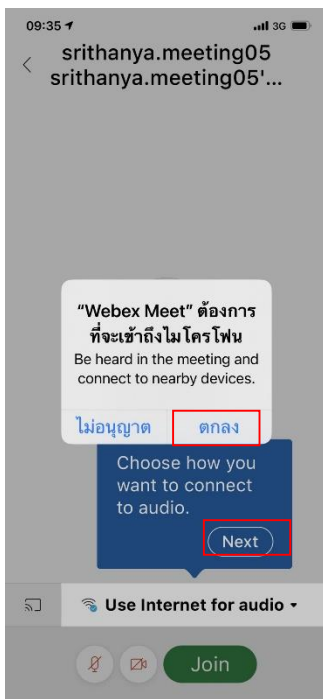 09:35 3G
srithanya.meeting05
srithanya.meeting05'...
"Webex Meet" ต้องการ
ที่จะเข้าถึงไมโครโฟน
Be heard in the meeting and
connect to nearby devices.
ไม่อนุญาต ตกลง
Choose how you
want to connect
to audio.
Next
Use Internet for audio
Join